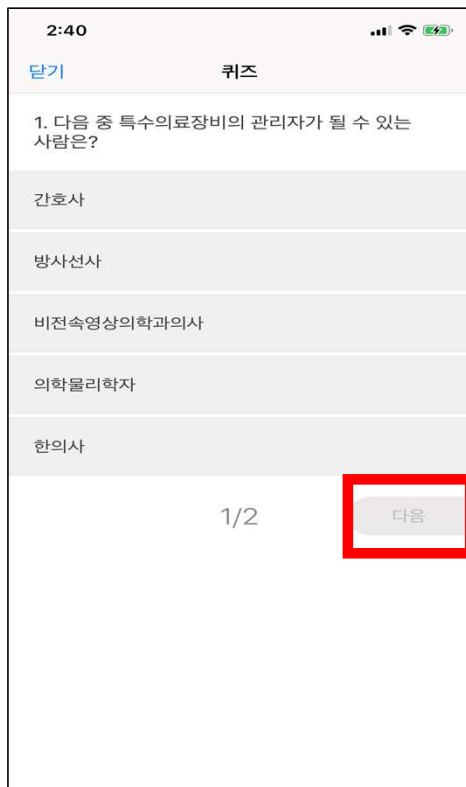 2:40
닫기 퀴즈
1. 다음 중 특수의료장비의 관리자가 될 수 있는
사람은?
간호사
방사선사
비전속영상의학과의사
의학물리학자
한의사
1/2 다음